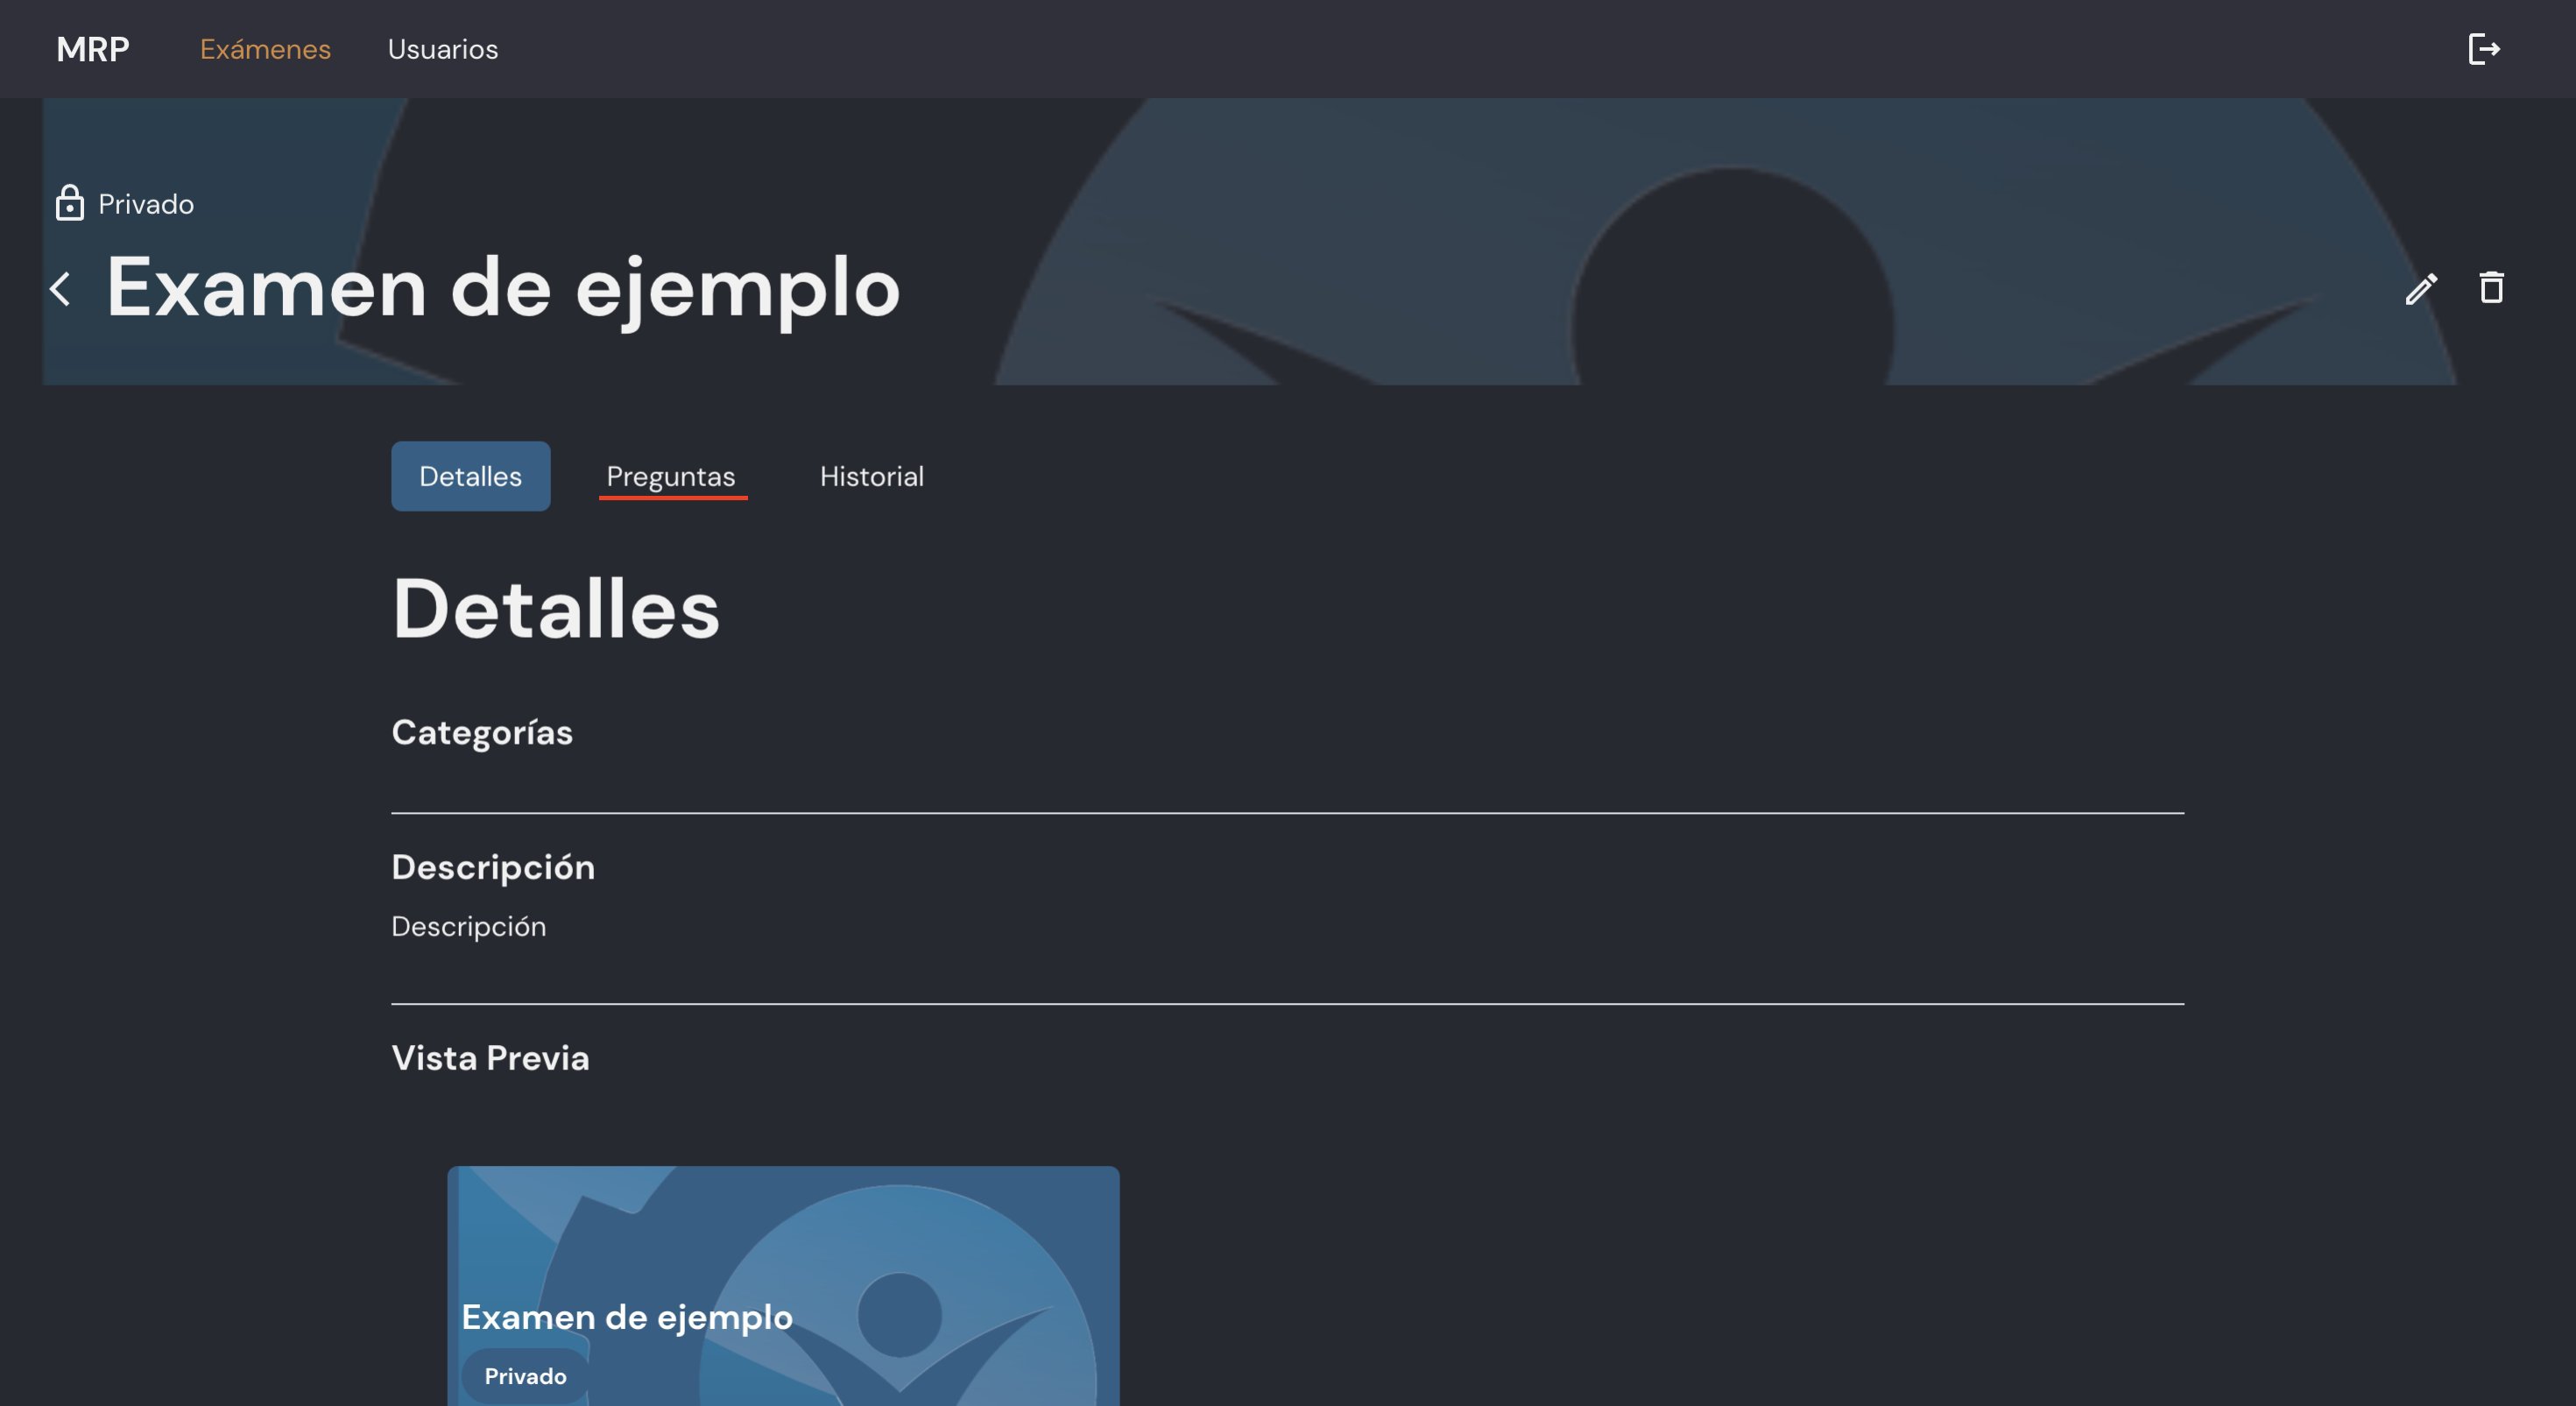 MRP Exámenes Usuarios
Privado
Examen de ejemplo
Detalles Preguntas Historial
Detalles
Categorías
Descripción
Descripción
Vista Previa
Examen de ejemplo
Privado